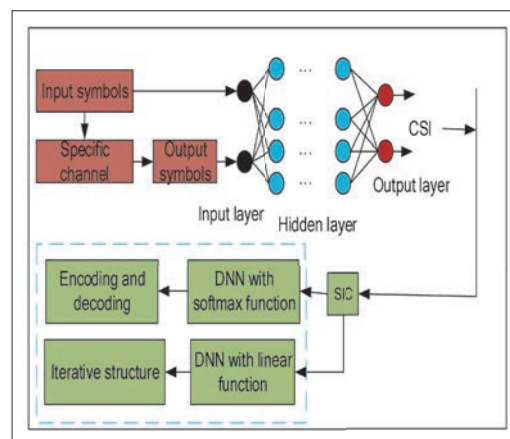 Input symbols
Specific
channel
Output
symbols
Input layer
Hidden layer
Output layer
CSI
Encoding and
decoding
DNN with
softmax function
SIC
Iterative structure
DNN with linear
function